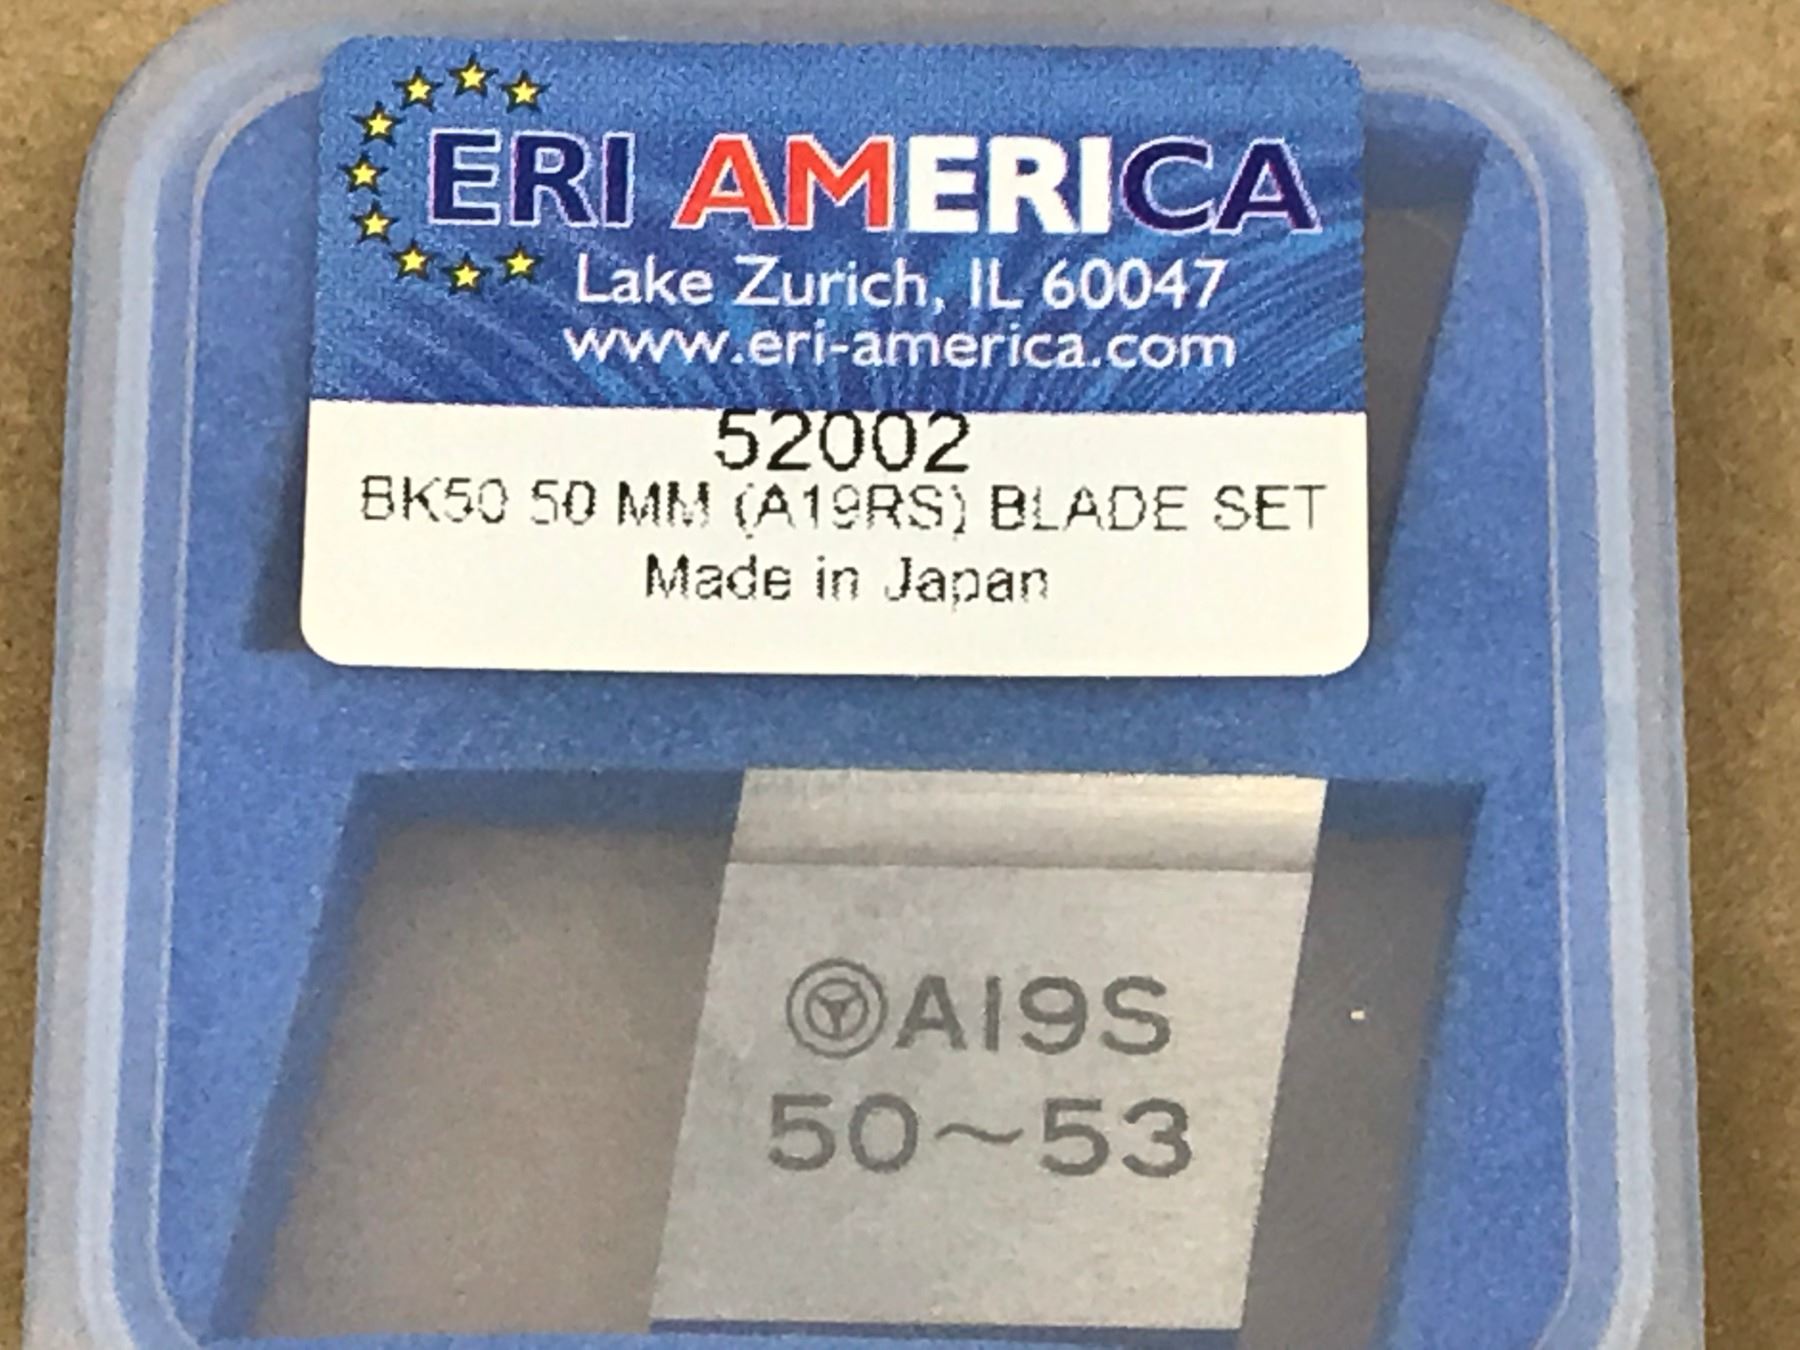 ERI AMERICA
Lake Zurich, IL 60047
www.eri-america.com
52002
BK50 50 MM (A19RS) BLADE SET
Made in Japan
A19S
50~53